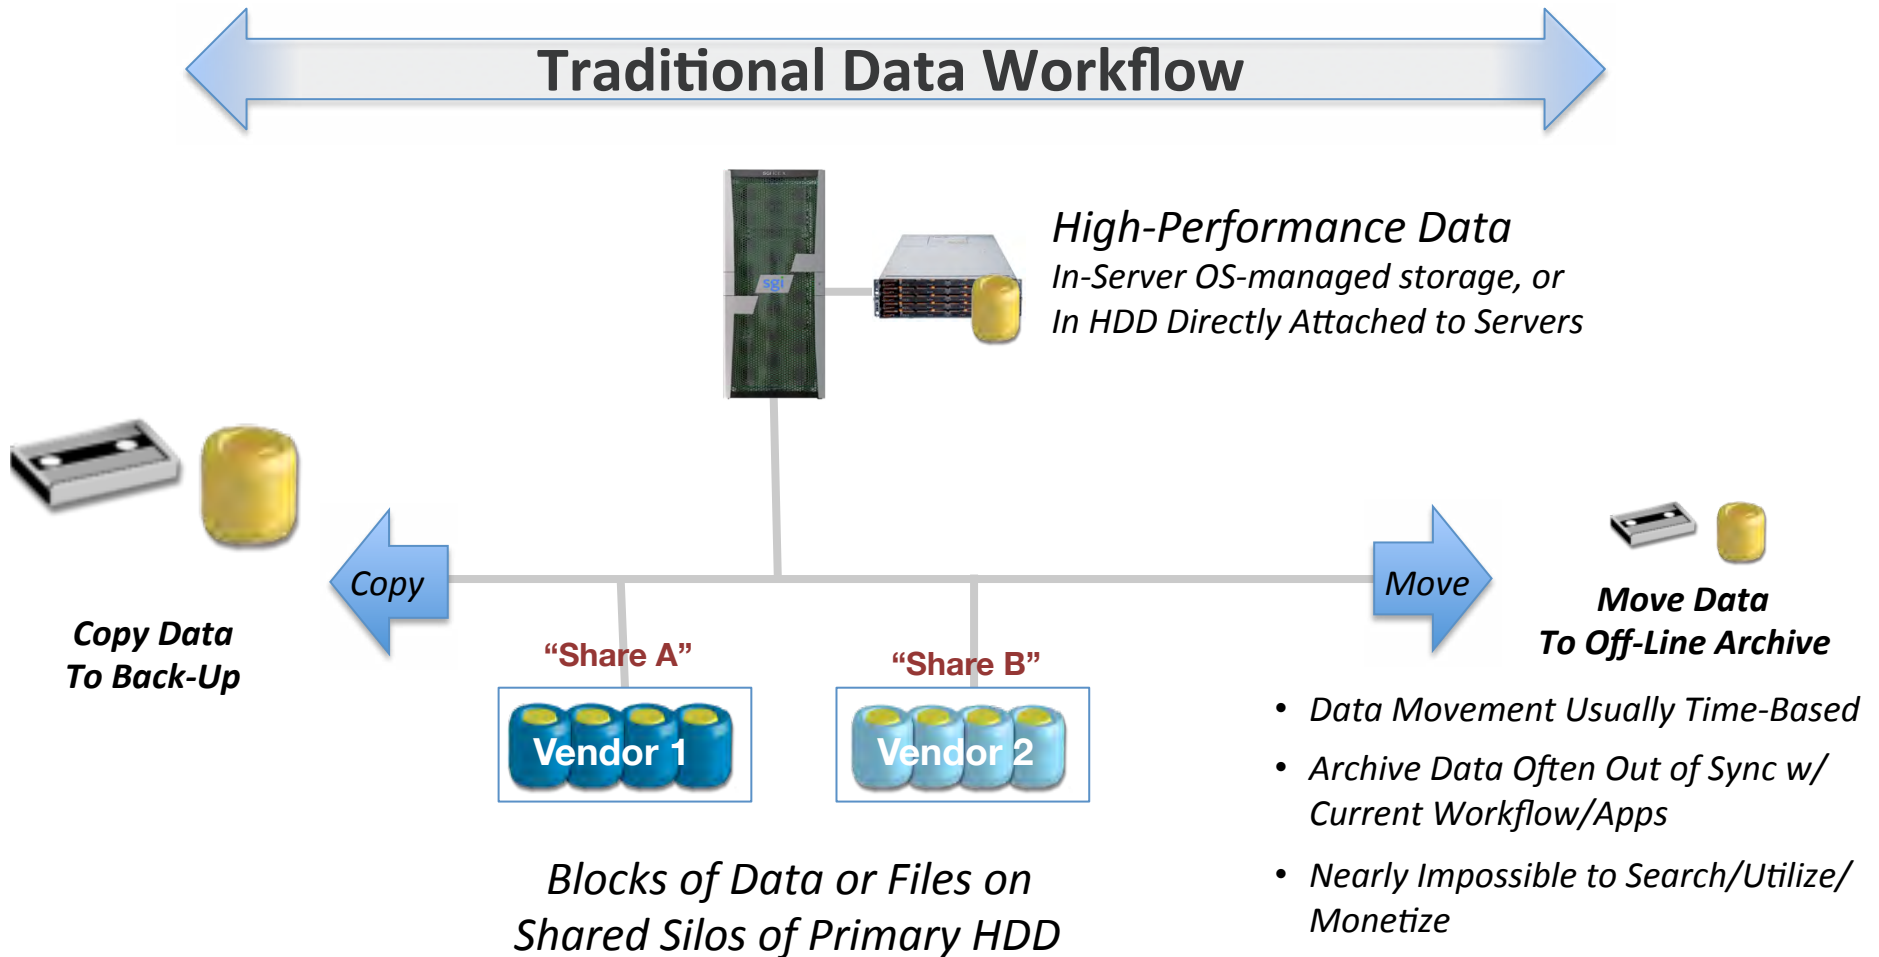 Traditional Data Workflow
sgi
High-Performance Data
In-Server OS-managed storage, or
In HDD Directly Attached to Servers
Copy
Move
Copy Data
To Back-Up
Move Data
To Off-Line Archive
“Share A”
“Share B”
Vendor 1
Vendor 2
Blocks of Data or Files on
Shared Silos of Primary HDD
• Data Movement Usually Time-Based
• Archive Data Often Out of Sync w/
Current Workflow/Apps
• Nearly Impossible to Search/Utilize/
Monetize